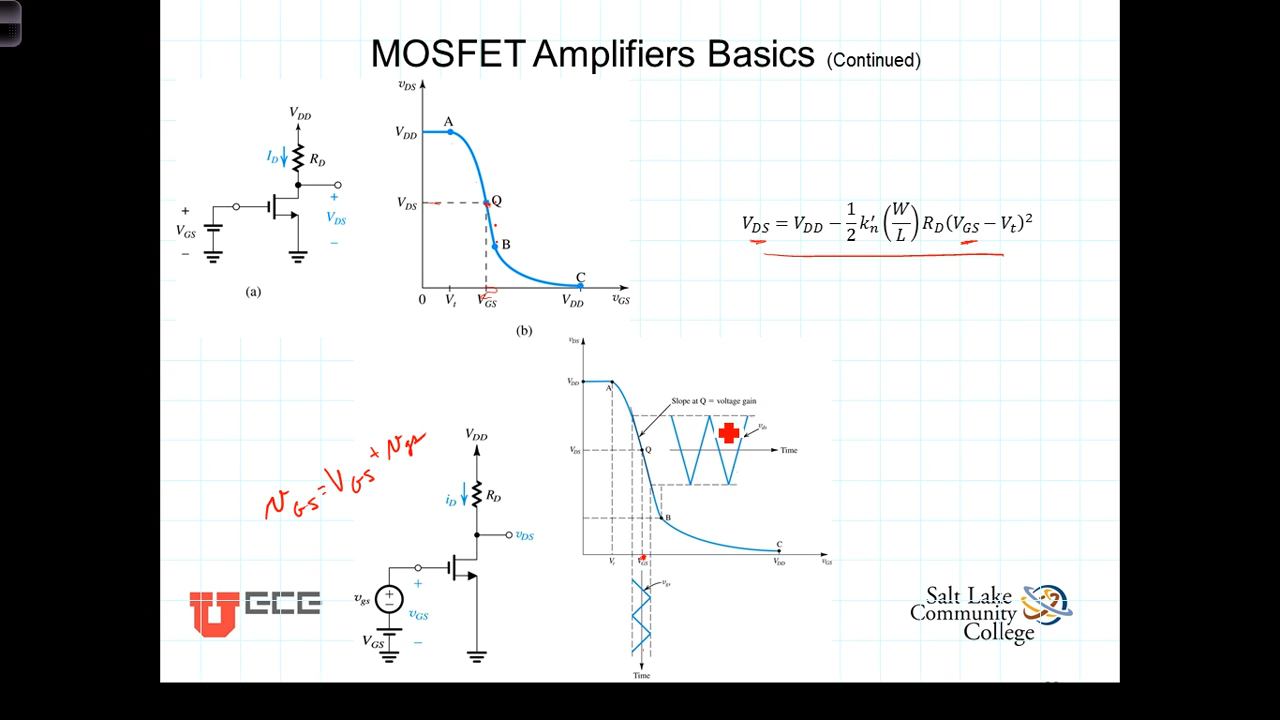 MOSFET Amplifiers Basics (Continued)
V_DD
I_D
R_D
+
V_GS
−
+
V_DS
−
(a)
v_DS
A
V_DD
V_DS
Q
B
C
0
V_t
V_GS
V_DD
v_GS
(b)
V_DS = V_DD − 1/2 k′_n (W/L) R_D(V_GS − V_t)²
v_GS = V_GS + v_gs
V_DD
i_D
R_D
v_DS
v_gs
+
−
+
v_GS
−
V_GS
v_DS
V_DD
A
Slope at Q = voltage gain
v_ds
V_DS
Q
Time
B
C
V_t
V_GS
V_DD
v_GS
v_gs
Time
U ECE
Salt Lake
Community
College